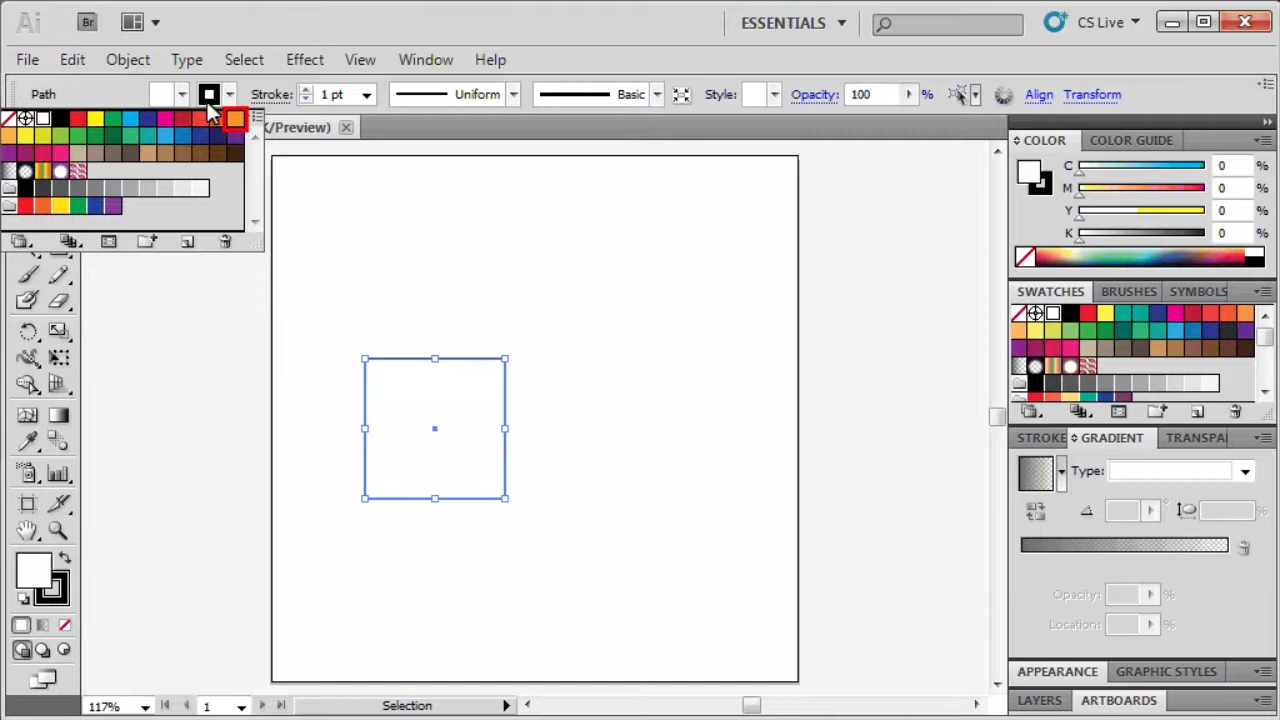 Ai Br ESSENTIALS CS Live
File Edit Object Type Select Effect View Window Help
Path Stroke: 1 pt Uniform Basic Style: Opacity: 100 % Align Transform
/Preview)
COLOR COLOR GUIDE
C 0 %
M 0 %
Y 0 %
K 0 %
SWATCHES BRUSHES SYMBOLS
STROKE GRADIENT TRANSPA
Type:
°
%
Opacity: %
Location: %
APPEARANCE GRAPHIC STYLES
LAYERS ARTBOARDS
117% 1 Selection